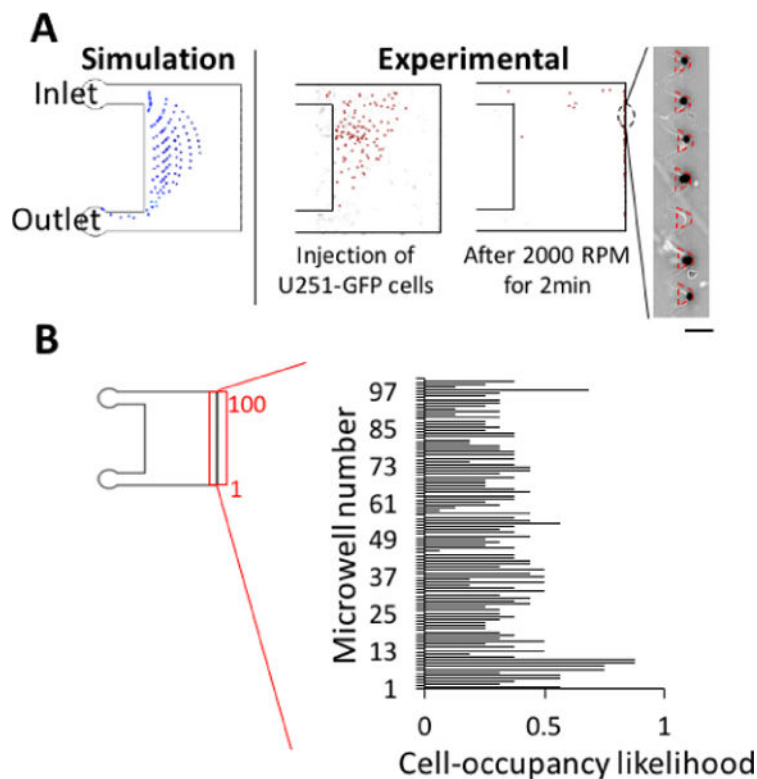 A
Simulation
Experimental
Inlet
Outlet
Injection of
U251-GFP cells
After 2000 RPM
for 2min
B
100
1
Microwell number
97
85
73
61
49
37
25
13
1
0
0.5
1
Cell-occupancy likelihood